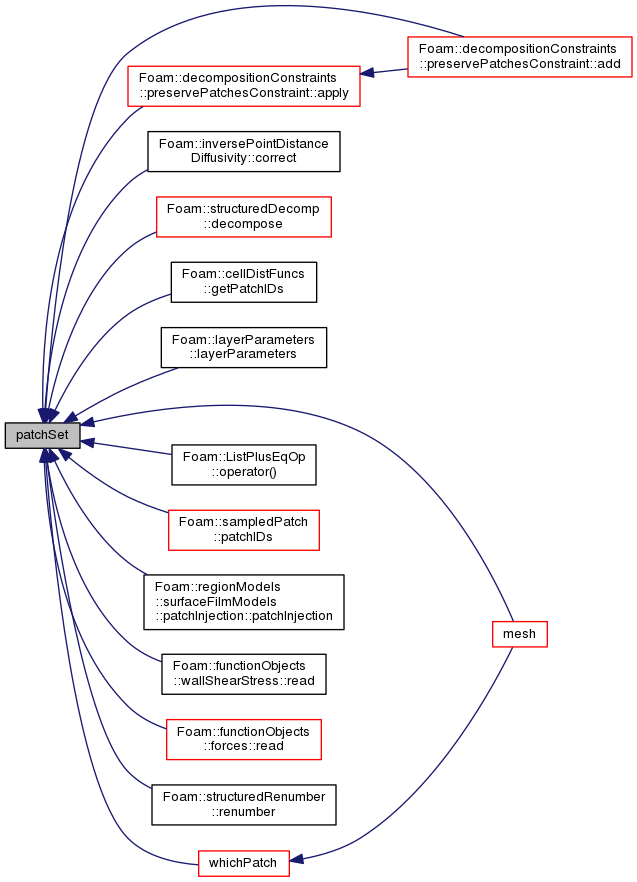 Foam::decompositionConstraints
::preservePatchesConstraint::add
Foam::decompositionConstraints
::preservePatchesConstraint::apply
Foam::inversePointDistance
Diffusivity::correct
Foam::structuredDecomp
::decompose
Foam::cellDistFuncs
::getPatchIDs
Foam::layerParameters
::layerParameters
patchSet
Foam::ListPlusEqOp
::operator()
Foam::sampledPatch
::patchIDs
Foam::regionModels
::surfaceFilmModels
::patchInjection::patchInjection
mesh
Foam::functionObjects
::wallShearStress::read
Foam::functionObjects
::forces::read
Foam::structuredRenumber
::renumber
whichPatch